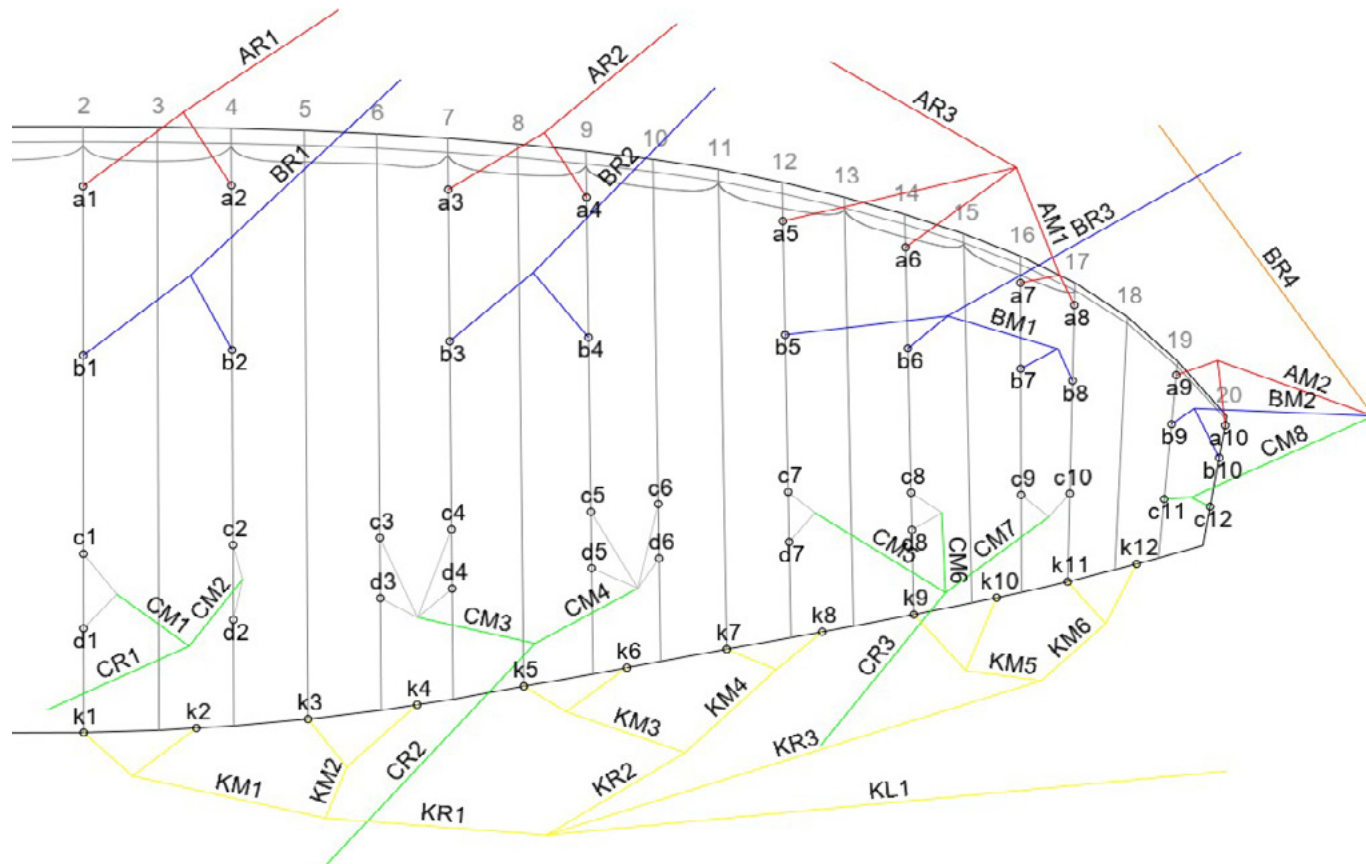 AR1
AR2
AR3
2
3
4
5
6
7
8
9
10
11
12
13
14
15
16
17
18
19
20
BR1
BR2
BR3
BR4
AM1
a1
a2
a3
a4
a5
a6
a7
a8
a9
a10
AM2
BM2
BM1
b1
b2
b3
b4
b5
b6
b7
b8
b9
b10
CM8
c1
c2
c3
c4
c5
c6
c7
c8
c9
c10
c11
c12
d1
d2
d3
d4
d5
d6
d7
d8
CM1
CM2
CM3
CM4
CM5
CM6
CM7
CR1
CR2
CR3
k1
k2
k3
k4
k5
k6
k7
k8
k9
k10
k11
k12
KM1
KM2
KM3
KM4
KM5
KM6
KR1
KR2
KR3
KL1